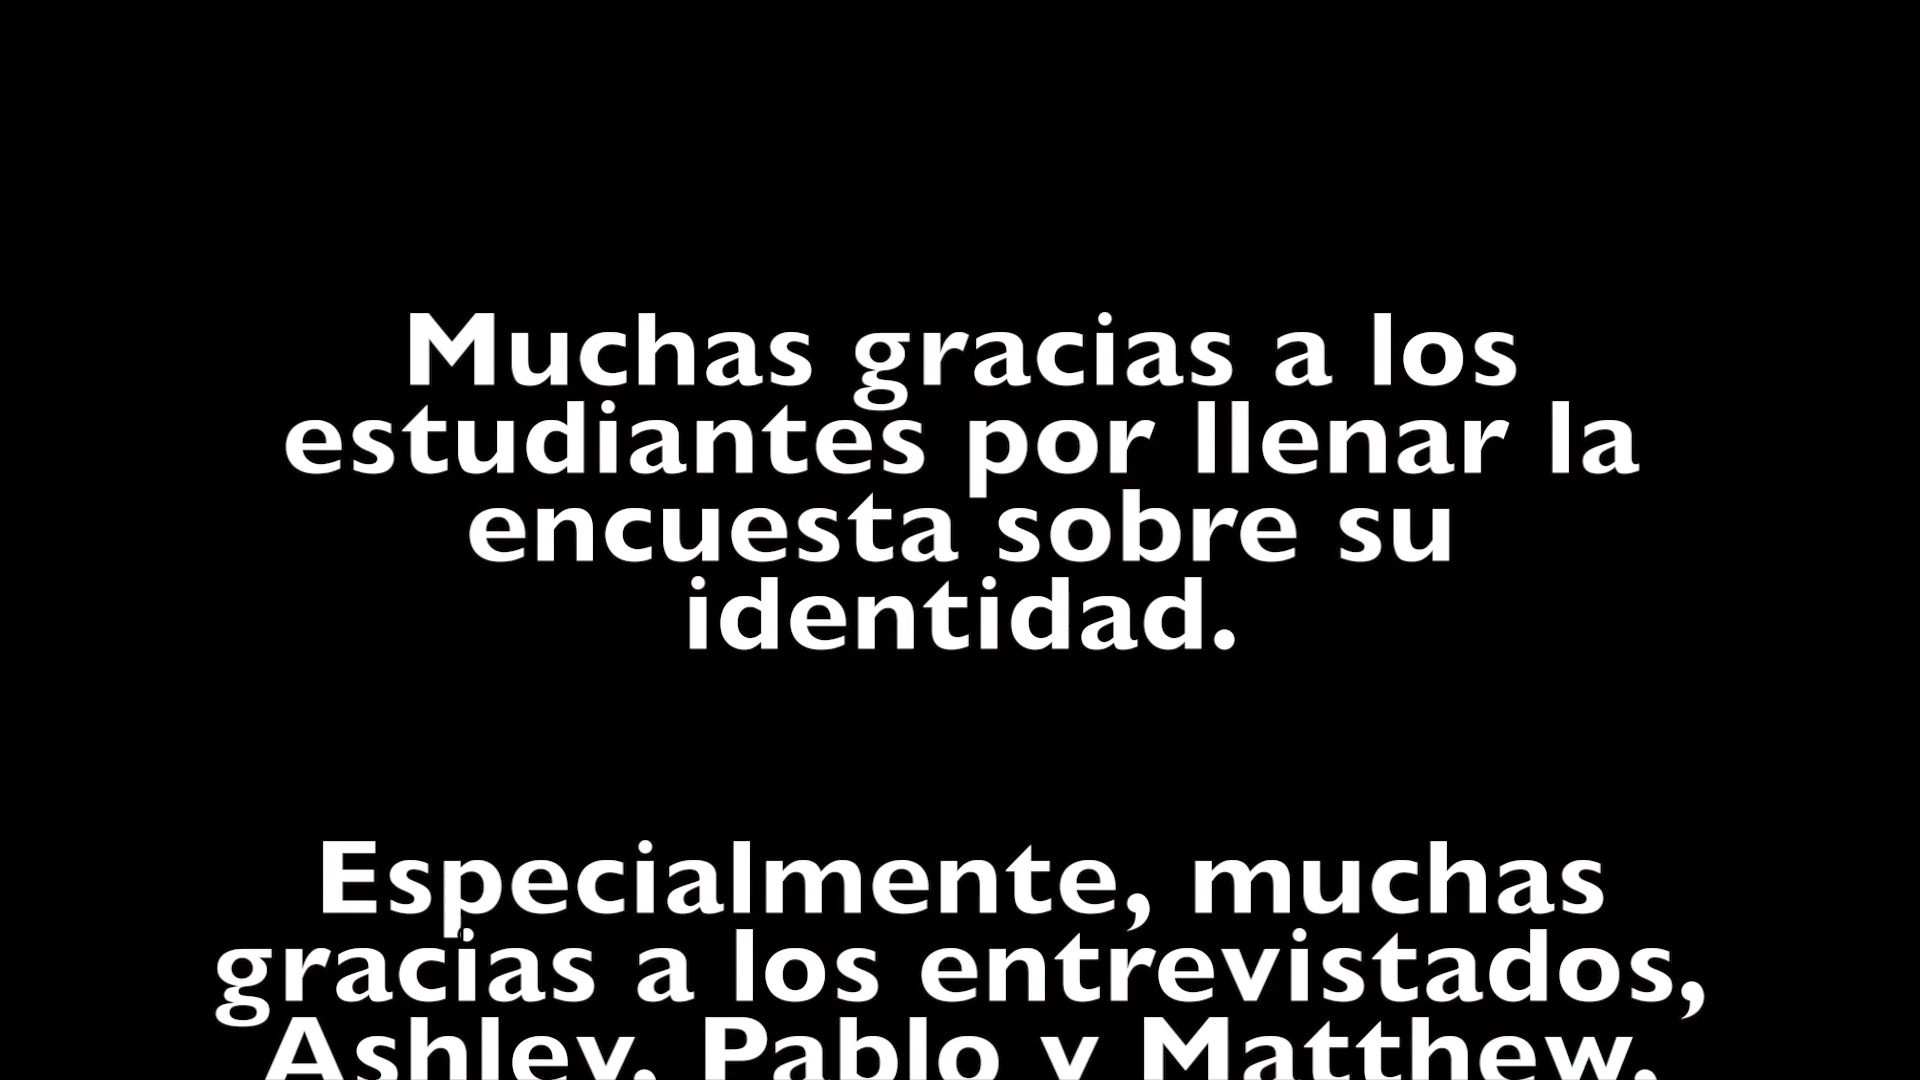 Muchas gracias a los
estudiantes por llenar la
encuesta sobre su
identidad.
Especialmente, muchas
gracias a los entrevistados,
Ashley, Pablo y Matthew.